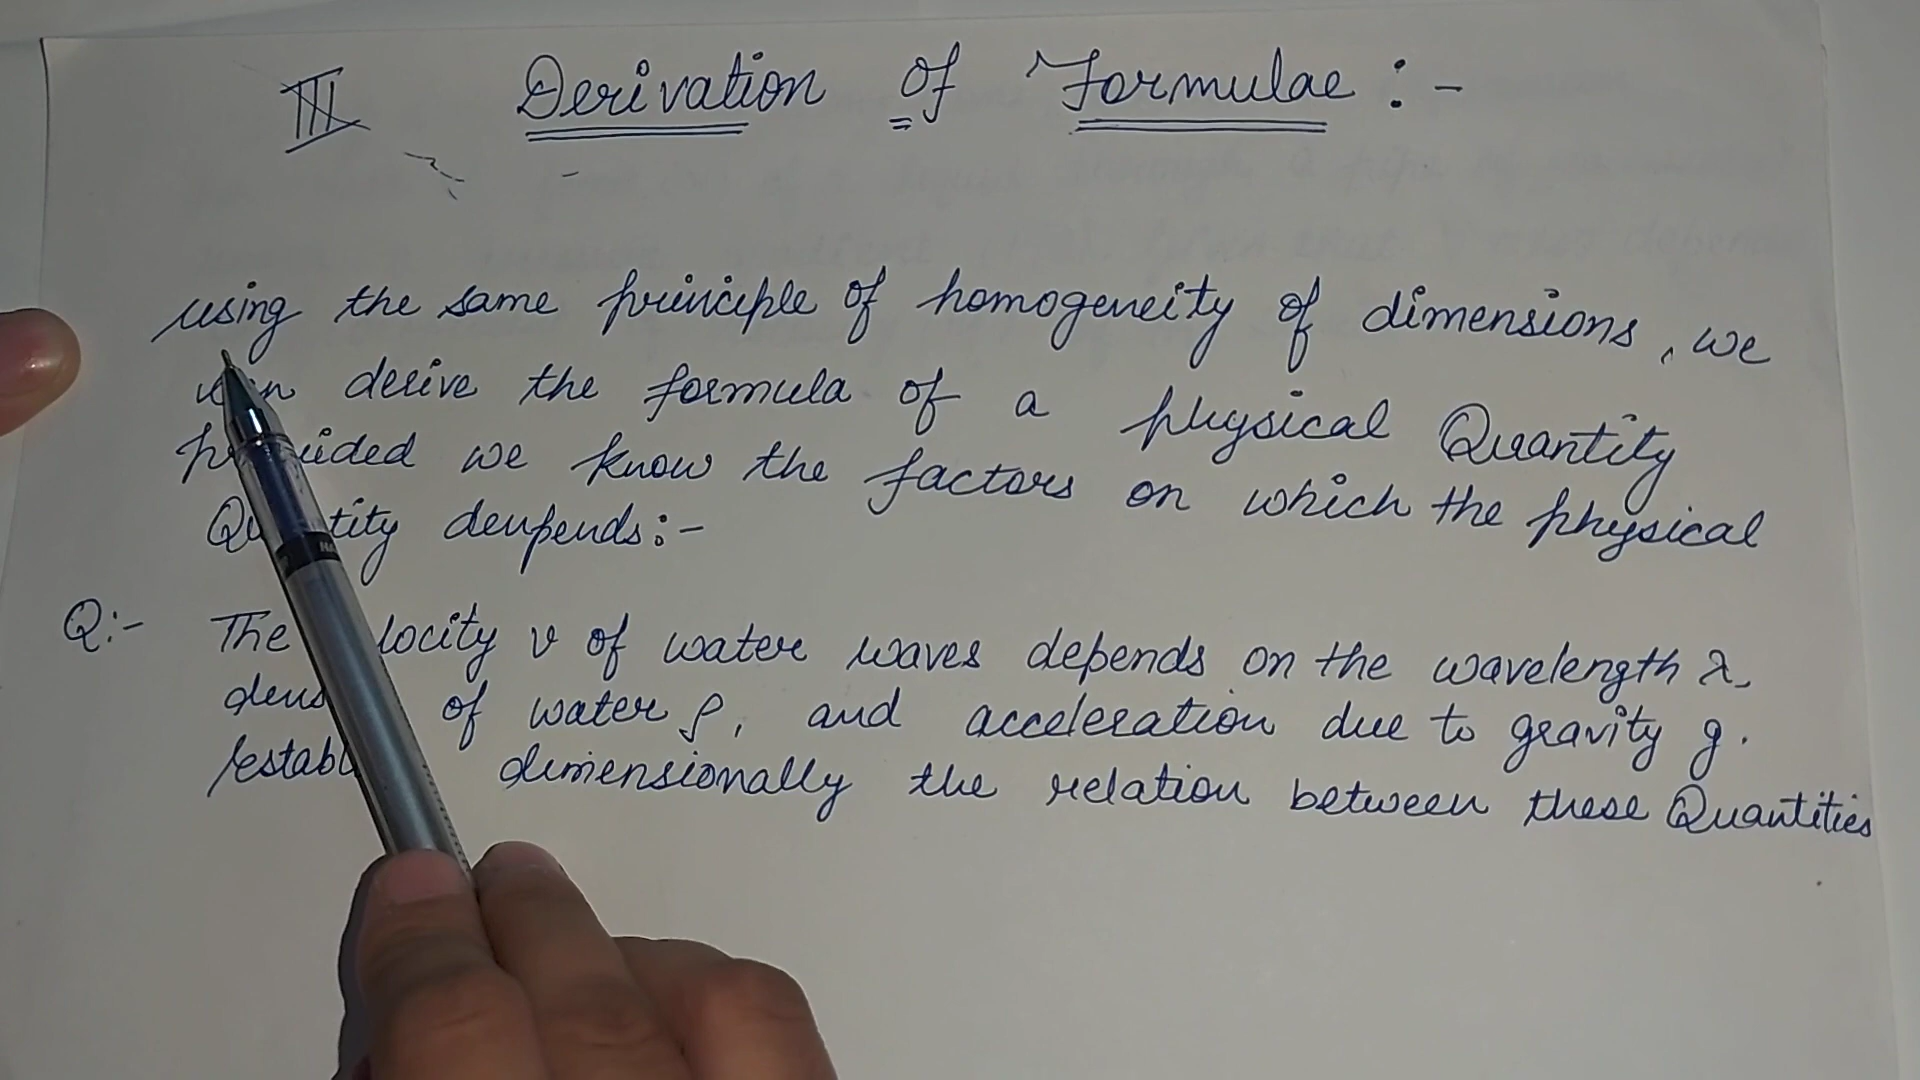 III Derivation of Formulae :-
using the same principle of homogeneity of dimensions, we
derive the formula of a physical Quantity
we know the factors on which the physical
denpends:-
Q:- The v of water waves depends on the wavelength λ,
of water ρ, and acceleration due to gravity g.
dimensionally the relation between these Quantities